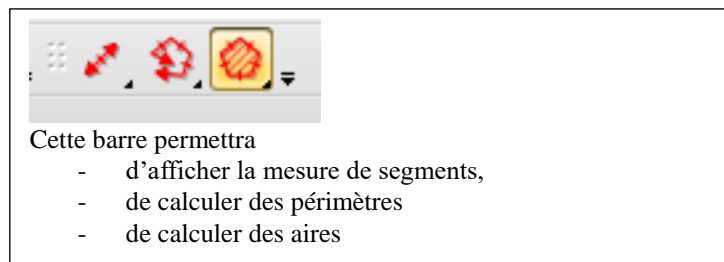 Cette barre permettra
- d’afficher la mesure de segments,
- de calculer des périmètres
- de calculer des aires